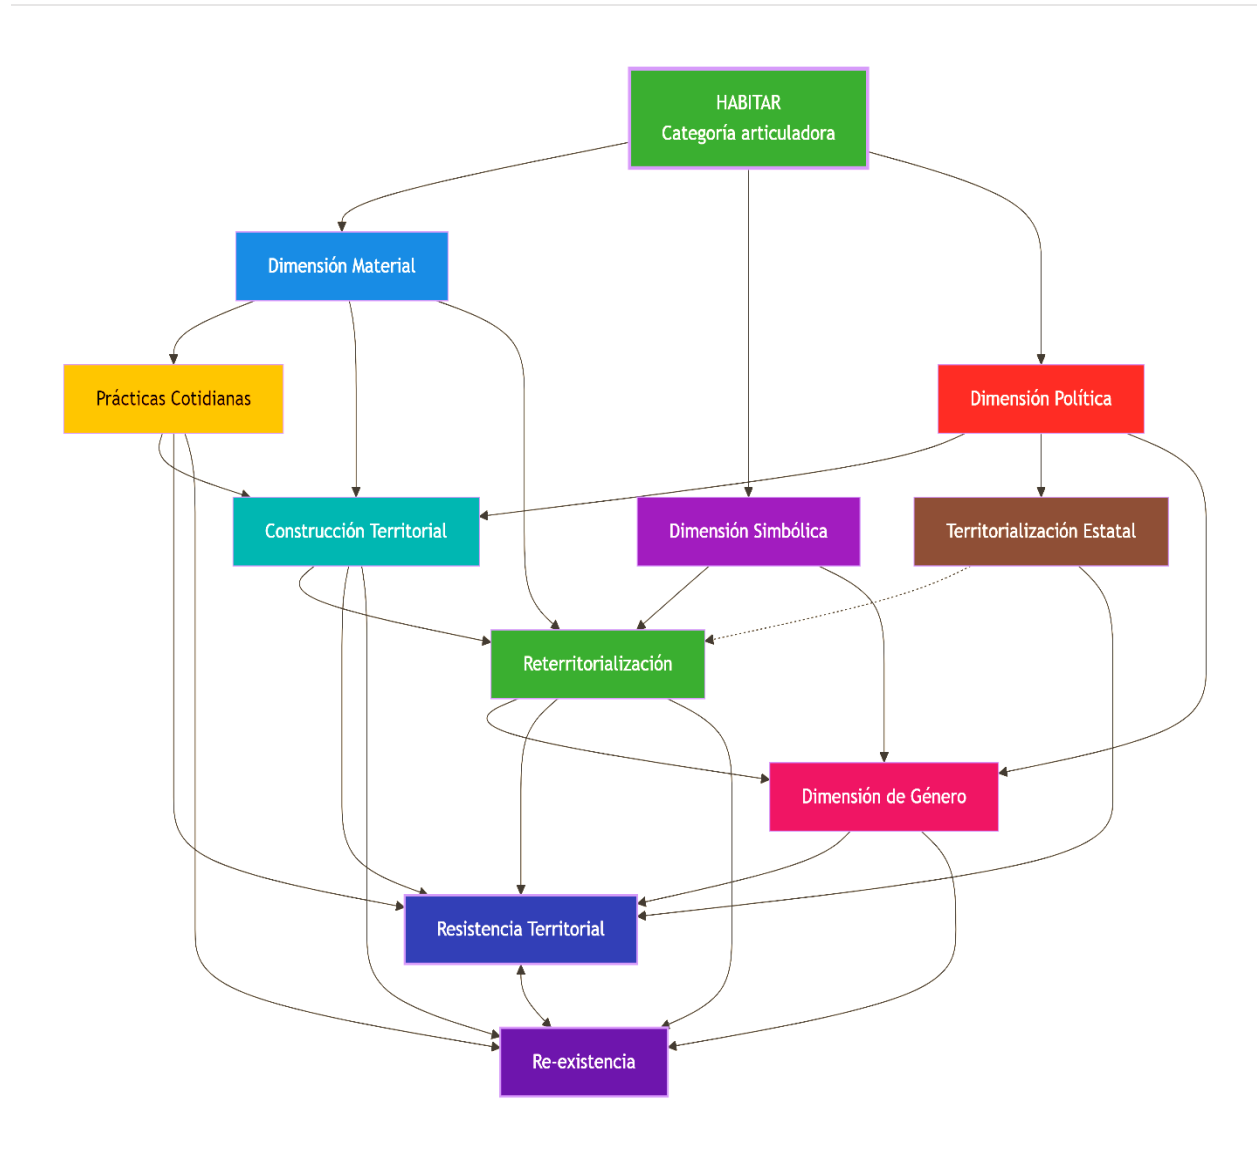 HABITAR
Categoría articuladora
Dimensión Material
Prácticas Cotidianas
Dimensión Política
Construcción Territorial
Dimensión Simbólica
Territorialización Estatal
Reterritorialización
Dimensión de Género
Resistencia Territorial
Re-existencia